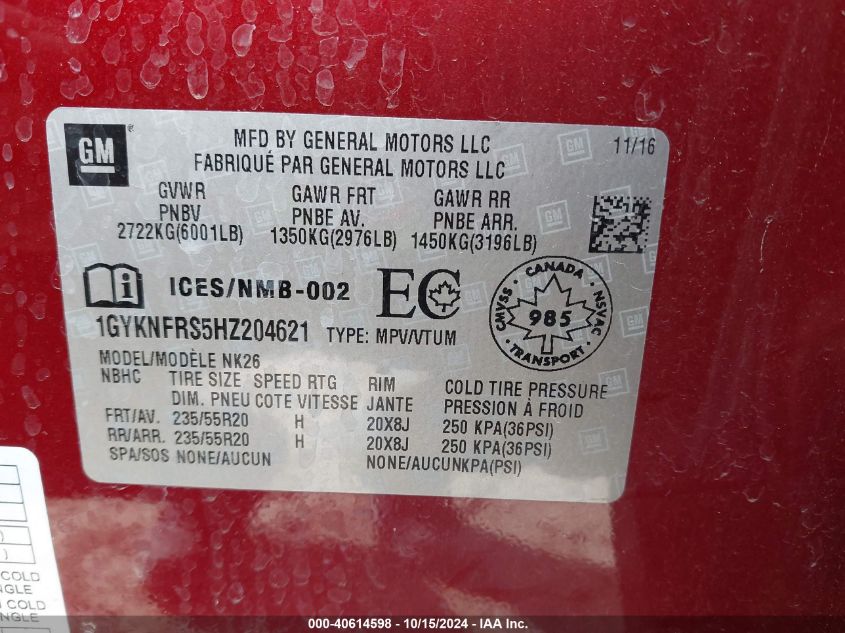 GM
MFD BY GENERAL MOTORS LLC
FABRIQUÉ PAR GENERAL MOTORS LLC
11/16
GVWR GAWR FRT GAWR RR
PNBV PNBE AV. PNBE ARR.
2722KG(6001LB) 1350KG(2976LB) 1450KG(3196LB)
ICES/NMB-002 EC
CANADA
CMVSS NSVAC
985
TRANSPORT
1GYKNFRS5HZ204621 TYPE: MPV/VTUM
MODEL/MODÈLE NK26
NBHC TIRE SIZE SPEED RTG RIM COLD TIRE PRESSURE
DIM. PNEU COTE VITESSE JANTE PRESSION À FROID
FRT/AV. 235/55R20 H 20X8J 250 KPA(36PSI)
RR/ARR. 235/55R20 H 20X8J 250 KPA(36PSI)
SPA/SOS NONE/AUCUN NONE/AUCUNKPA(PSI)
COLD
NGLE
N COLD
NGLE
000-40614598 - 10/15/2024 - IAA Inc.